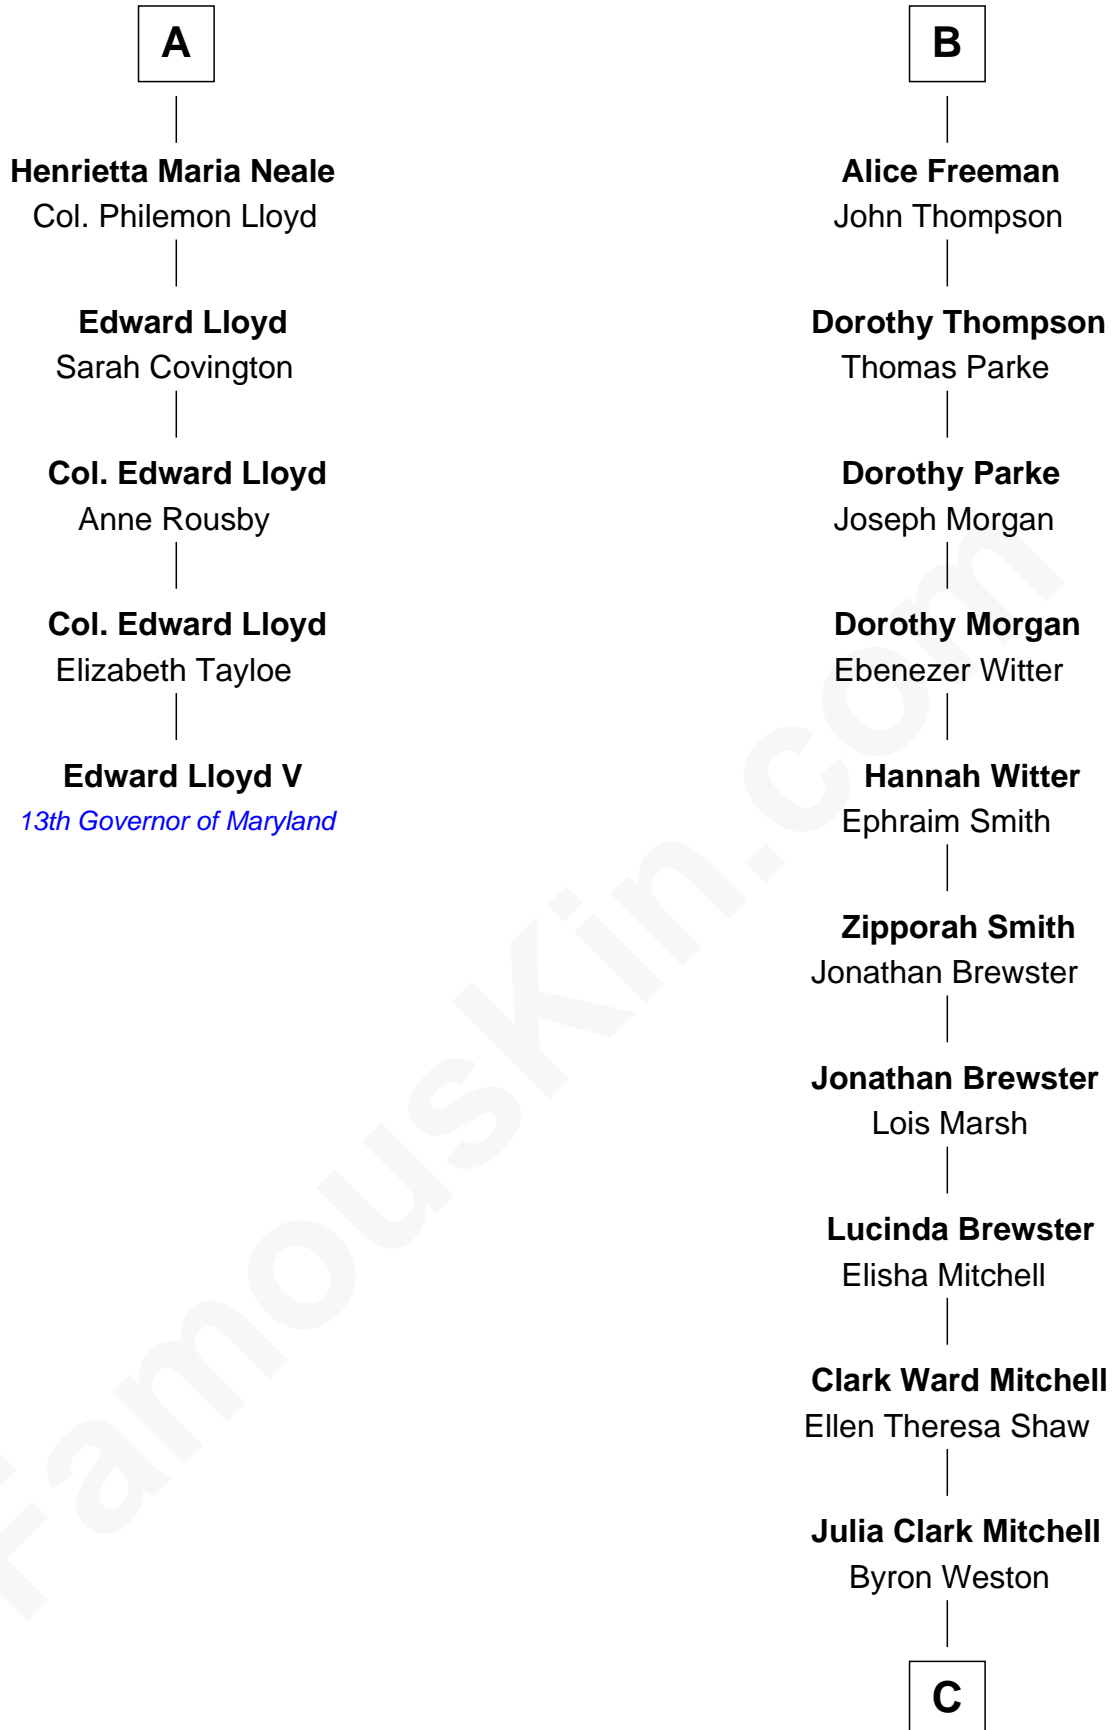 A
Henrietta Maria Neale
Col. Philemon Lloyd
Edward Lloyd
Sarah Covington
Col. Edward Lloyd
Anne Rousby
Col. Edward Lloyd
Elizabeth Tayloe
Edward Lloyd V
13th Governor of Maryland
B
Alice Freeman
John Thompson
Dorothy Thompson
Thomas Parke
Dorothy Parke
Joseph Morgan
Dorothy Morgan
Ebenezer Witter
Hannah Witter
Ephraim Smith
Zipporah Smith
Jonathan Brewster
Jonathan Brewster
Lois Marsh
Lucinda Brewster
Elisha Mitchell
Clark Ward Mitchell
Ellen Theresa Shaw
Julia Clark Mitchell
Byron Weston
C
FamousKin.com